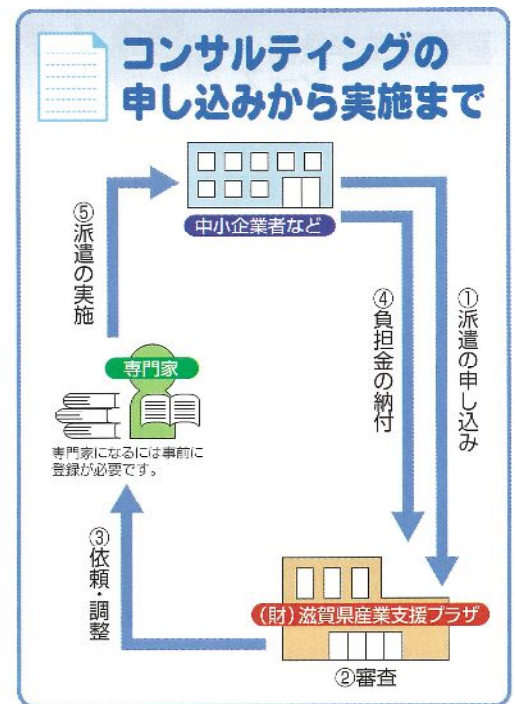 コンサルティングの
申し込みから実施まで
中小企業者など
①派遣の申し込み
④負担金の納付
⑤派遣の実施
専門家
専門家になるには事前に
登録が必要です。
③依頼・調整
(財)滋賀県産業支援プラザ
②審査